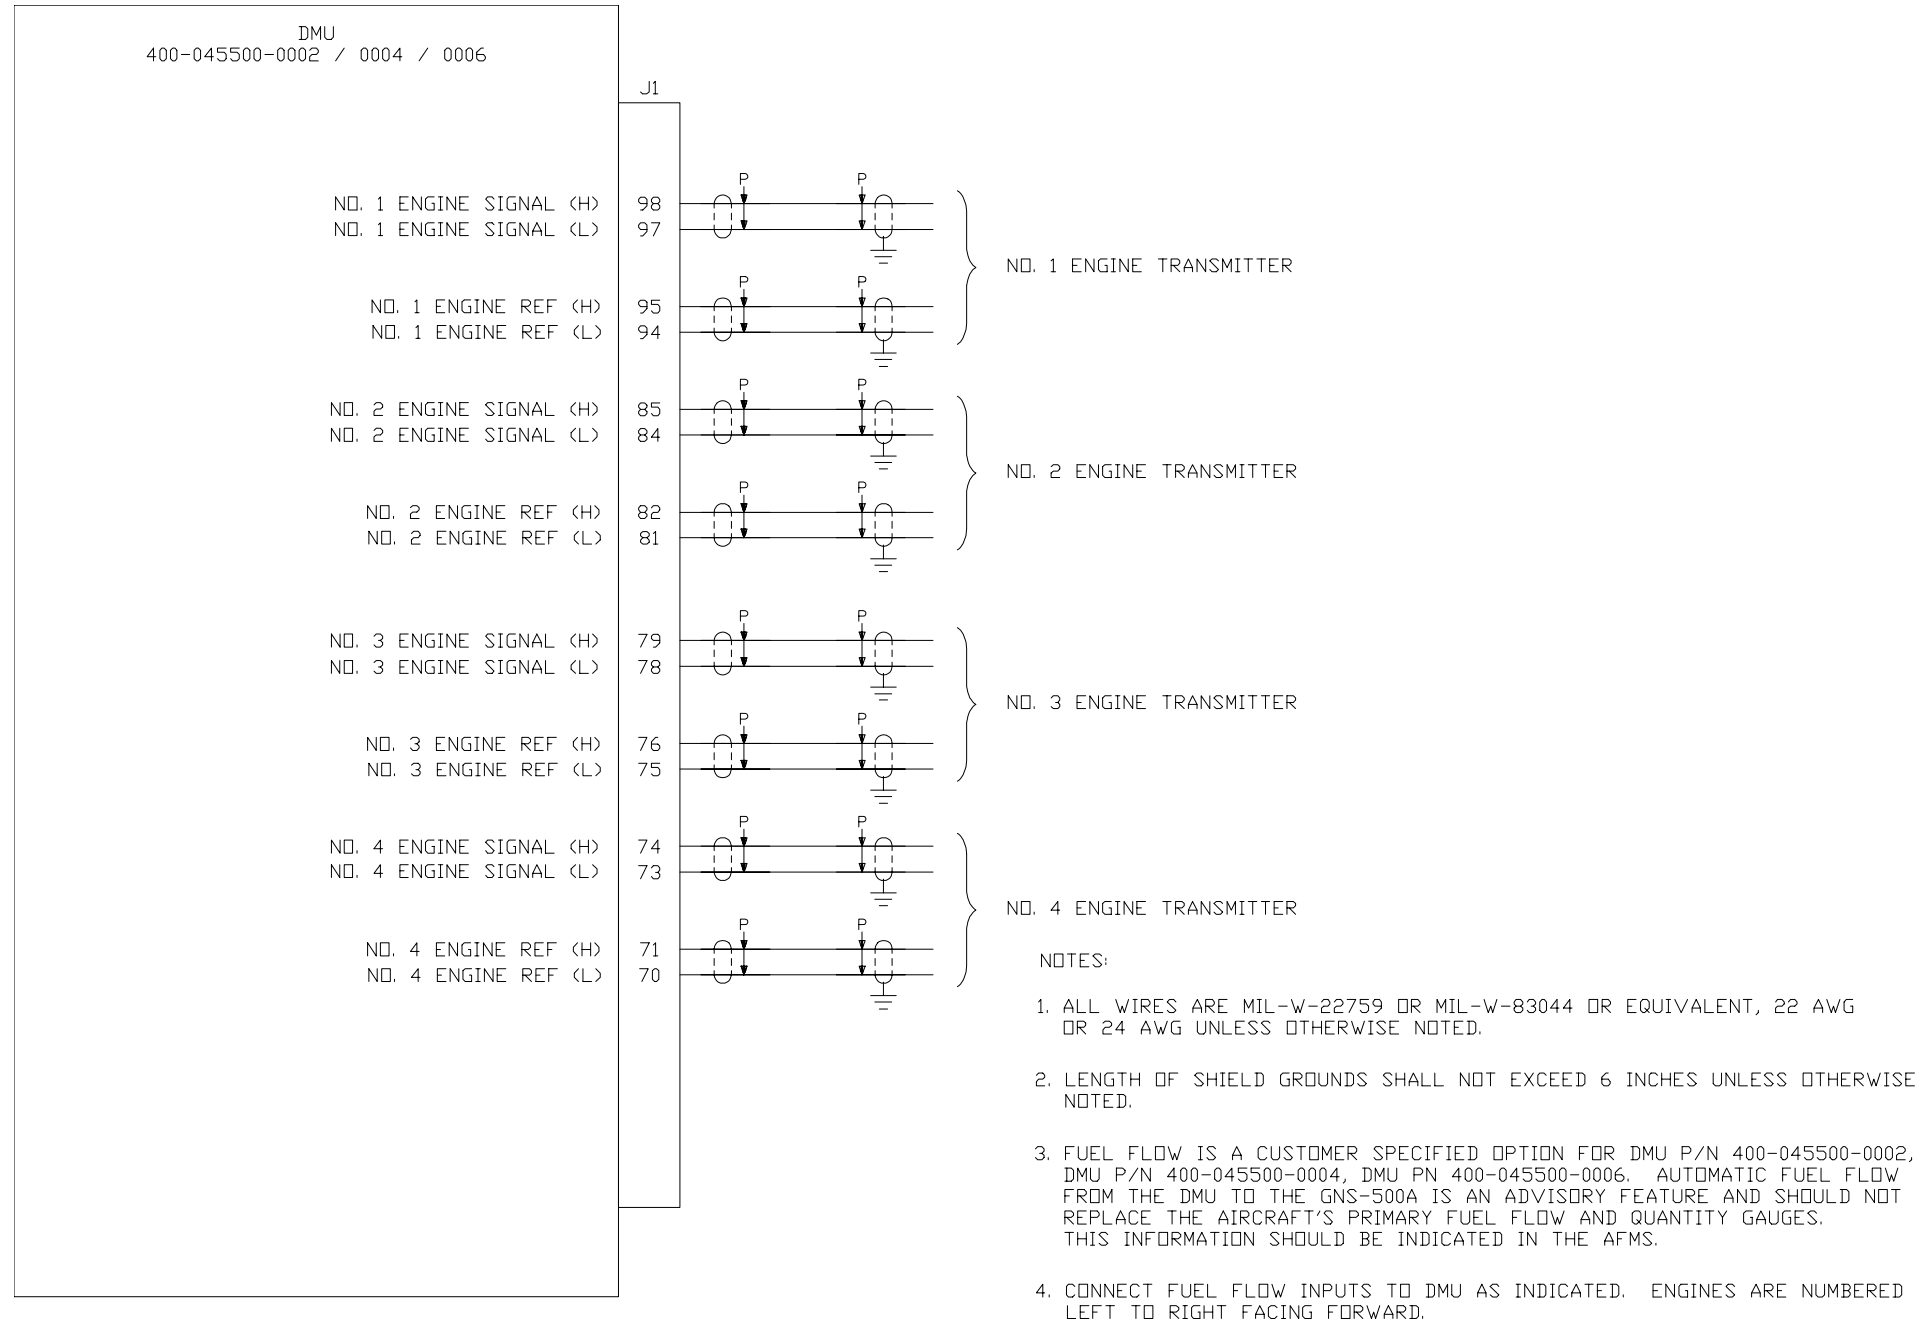 DMU
400-045500-0002 / 0004 / 0006
J1
P P
NO. 1 ENGINE SIGNAL (H) 98
NO. 1 ENGINE SIGNAL (L) 97
NO. 1 ENGINE TRANSMITTER
P P
NO. 1 ENGINE REF (H) 95
NO. 1 ENGINE REF (L) 94
P P
NO. 2 ENGINE SIGNAL (H) 85
NO. 2 ENGINE SIGNAL (L) 84
NO. 2 ENGINE TRANSMITTER
P P
NO. 2 ENGINE REF (H) 82
NO. 2 ENGINE REF (L) 81
P P
NO. 3 ENGINE SIGNAL (H) 79
NO. 3 ENGINE SIGNAL (L) 78
NO. 3 ENGINE TRANSMITTER
P P
NO. 3 ENGINE REF (H) 76
NO. 3 ENGINE REF (L) 75
P P
NO. 4 ENGINE SIGNAL (H) 74
NO. 4 ENGINE SIGNAL (L) 73
NO. 4 ENGINE TRANSMITTER
P P
NO. 4 ENGINE REF (H) 71
NO. 4 ENGINE REF (L) 70
NOTES:
1. ALL WIRES ARE MIL-W-22759 OR MIL-W-83044 OR EQUIVALENT, 22 AWG
OR 24 AWG UNLESS OTHERWISE NOTED.
2. LENGTH OF SHIELD GROUNDS SHALL NOT EXCEED 6 INCHES UNLESS OTHERWISE
NOTED.
3. FUEL FLOW IS A CUSTOMER SPECIFIED OPTION FOR DMU P/N 400-045500-0002,
DMU P/N 400-045500-0004, DMU PN 400-045500-0006. AUTOMATIC FUEL FLOW
FROM THE DMU TO THE GNS-500A IS AN ADVISORY FEATURE AND SHOULD NOT
REPLACE THE AIRCRAFT'S PRIMARY FUEL FLOW AND QUANTITY GAUGES.
THIS INFORMATION SHOULD BE INDICATED IN THE AFMS.
4. CONNECT FUEL FLOW INPUTS TO DMU AS INDICATED. ENGINES ARE NUMBERED
LEFT TO RIGHT FACING FORWARD.